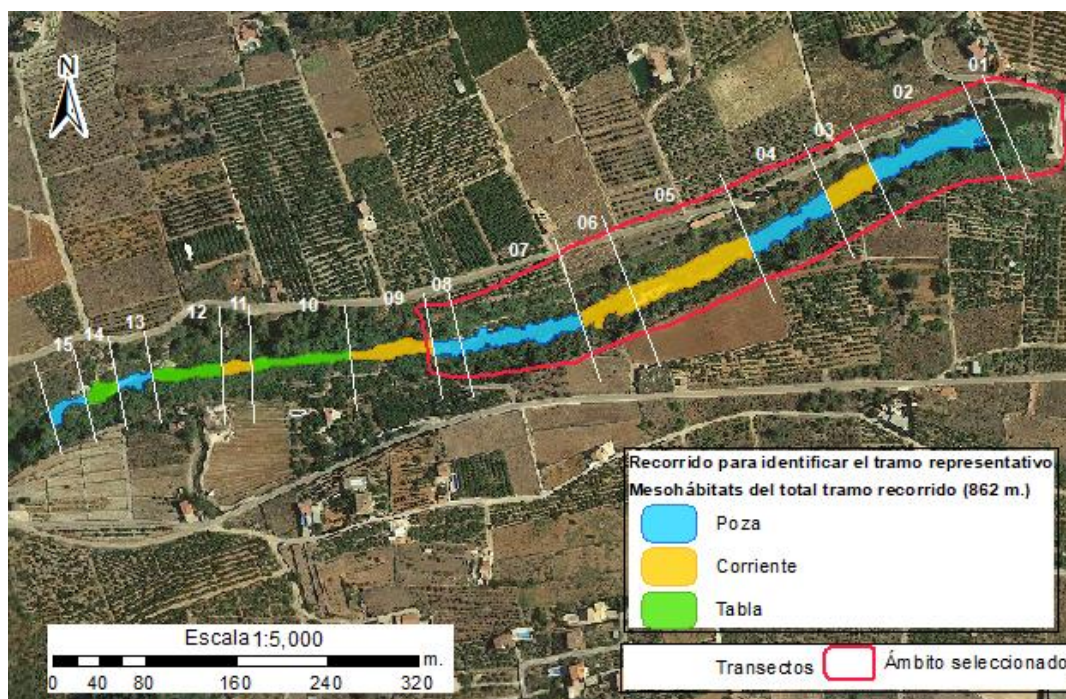 N
01
02
03
04
05
06
07
08
09
10
11
12
13
14
15
Recorrido para identificar el tramo representativo
Mesohábitats del total tramo recorrido (862 m.)
Poza
Corriente
Tabla
Escala 1:5,000
m.
0 40 80 160 240 320
Transectos Ámbito seleccionado